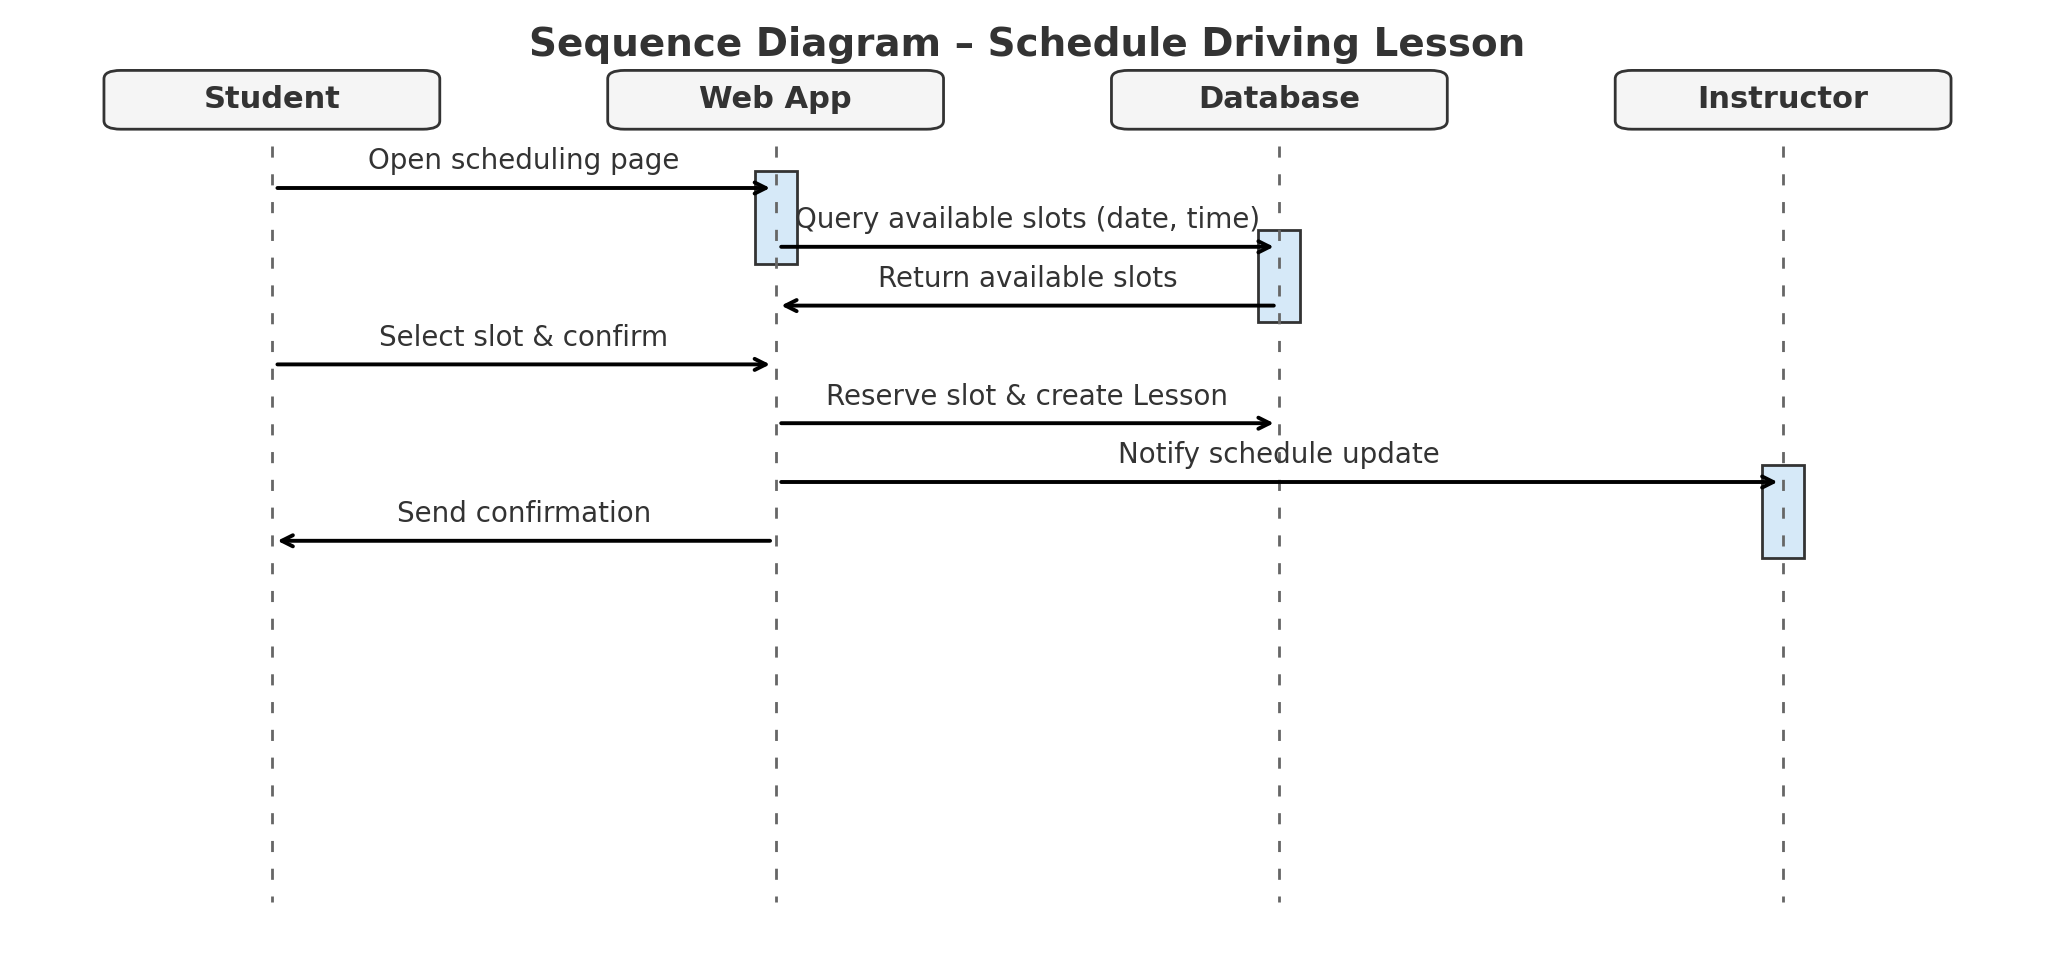 Sequence Diagram – Schedule Driving Lesson
Student
Web App
Database
Instructor
Open scheduling page
Query available slots (date, time)
Return available slots
Select slot & confirm
Reserve slot & create Lesson
Notify schedule update
Send confirmation